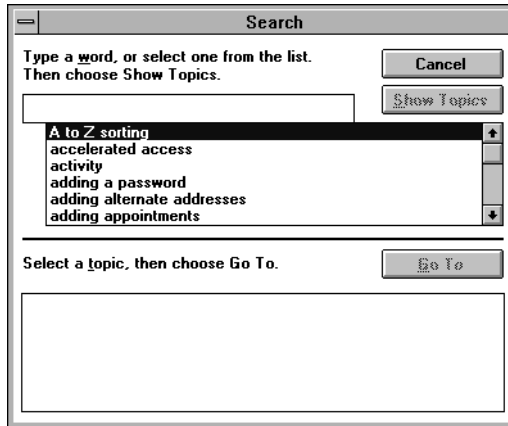 Search
Type a word, or select one from the list.
Then choose Show Topics.
Cancel
Show Topics
A to Z sorting
accelerated access
activity
adding a password
adding alternate addresses
adding appointments
Select a topic, then choose Go To.
Go To